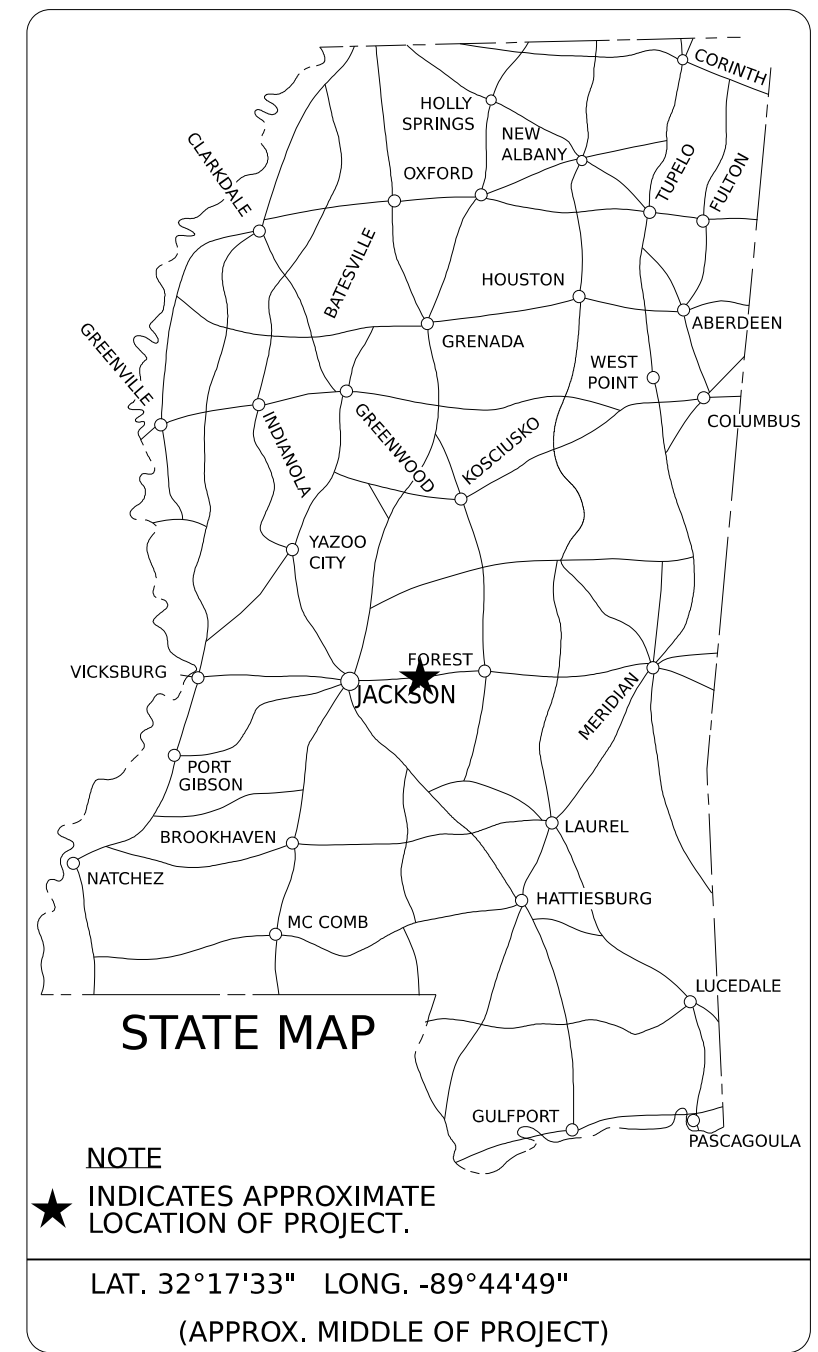 CORINTH
HOLLY
SPRINGS
NEW
ALBANY
CLARKDALE
OXFORD
TUPELO
FULTON
BATESVILLE
HOUSTON
ABERDEEN
GREENVILLE
GRENADA
WEST
POINT
COLUMBUS
INDIANOLA
GREENWOOD
KOSCIUSKO
YAZOO
CITY
VICKSBURG
FOREST
JACKSON
MERIDIAN
PORT
GIBSON
BROOKHAVEN
LAUREL
NATCHEZ
HATTIESBURG
MC COMB
LUCEDALE
STATE MAP
GULFPORT
PASCAGOULA
NOTE
INDICATES APPROXIMATE
LOCATION OF PROJECT.
LAT. 32°17'33" LONG. -89°44'49"
(APPROX. MIDDLE OF PROJECT)